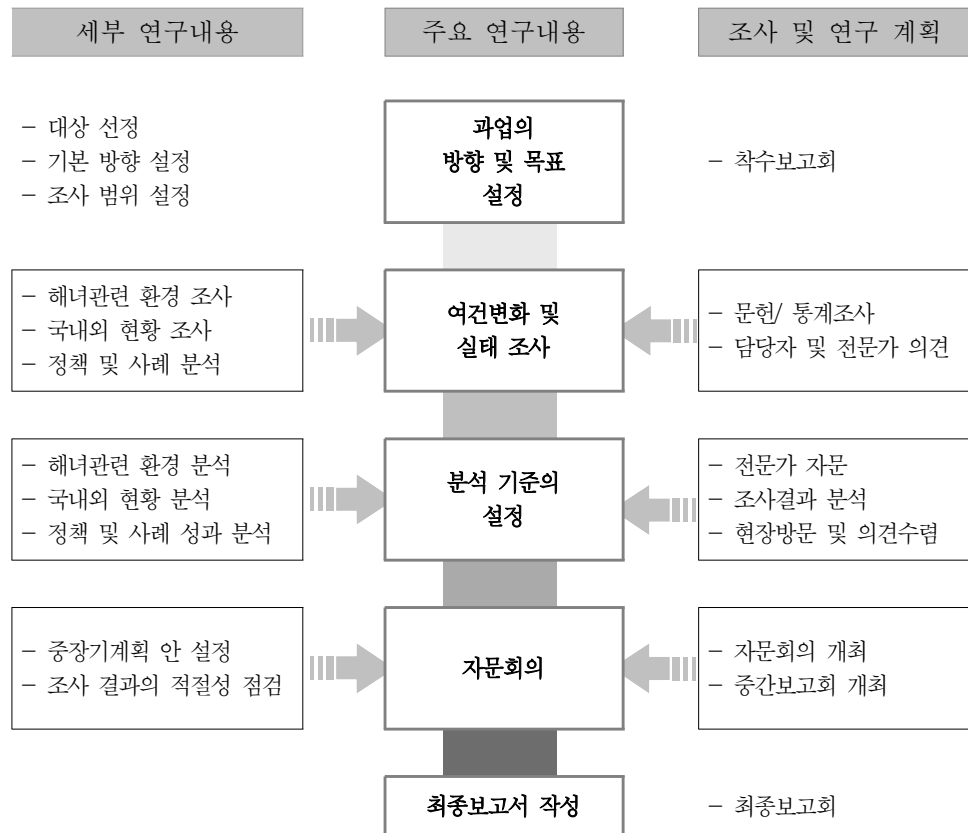 세부 연구내용
주요 연구내용
조사 및 연구 계획
- 대상 선정
- 기본 방향 설정
- 조사 범위 설정
과업의
방향 및 목표
설정
- 착수보고회
- 해녀관련 환경 조사
- 국내외 현황 조사
- 정책 및 사례 분석
여건변화 및
실태 조사
- 문헌/ 통계조사
- 담당자 및 전문가 의견
- 해녀관련 환경 분석
- 국내외 현황 분석
- 정책 및 사례 성과 분석
분석 기준의
설정
- 전문가 자문
- 조사결과 분석
- 현장방문 및 의견수렴
- 중장기계획 안 설정
- 조사 결과의 적절성 점검
자문회의
- 자문회의 개최
- 중간보고회 개최
최종보고서 작성
- 최종보고회